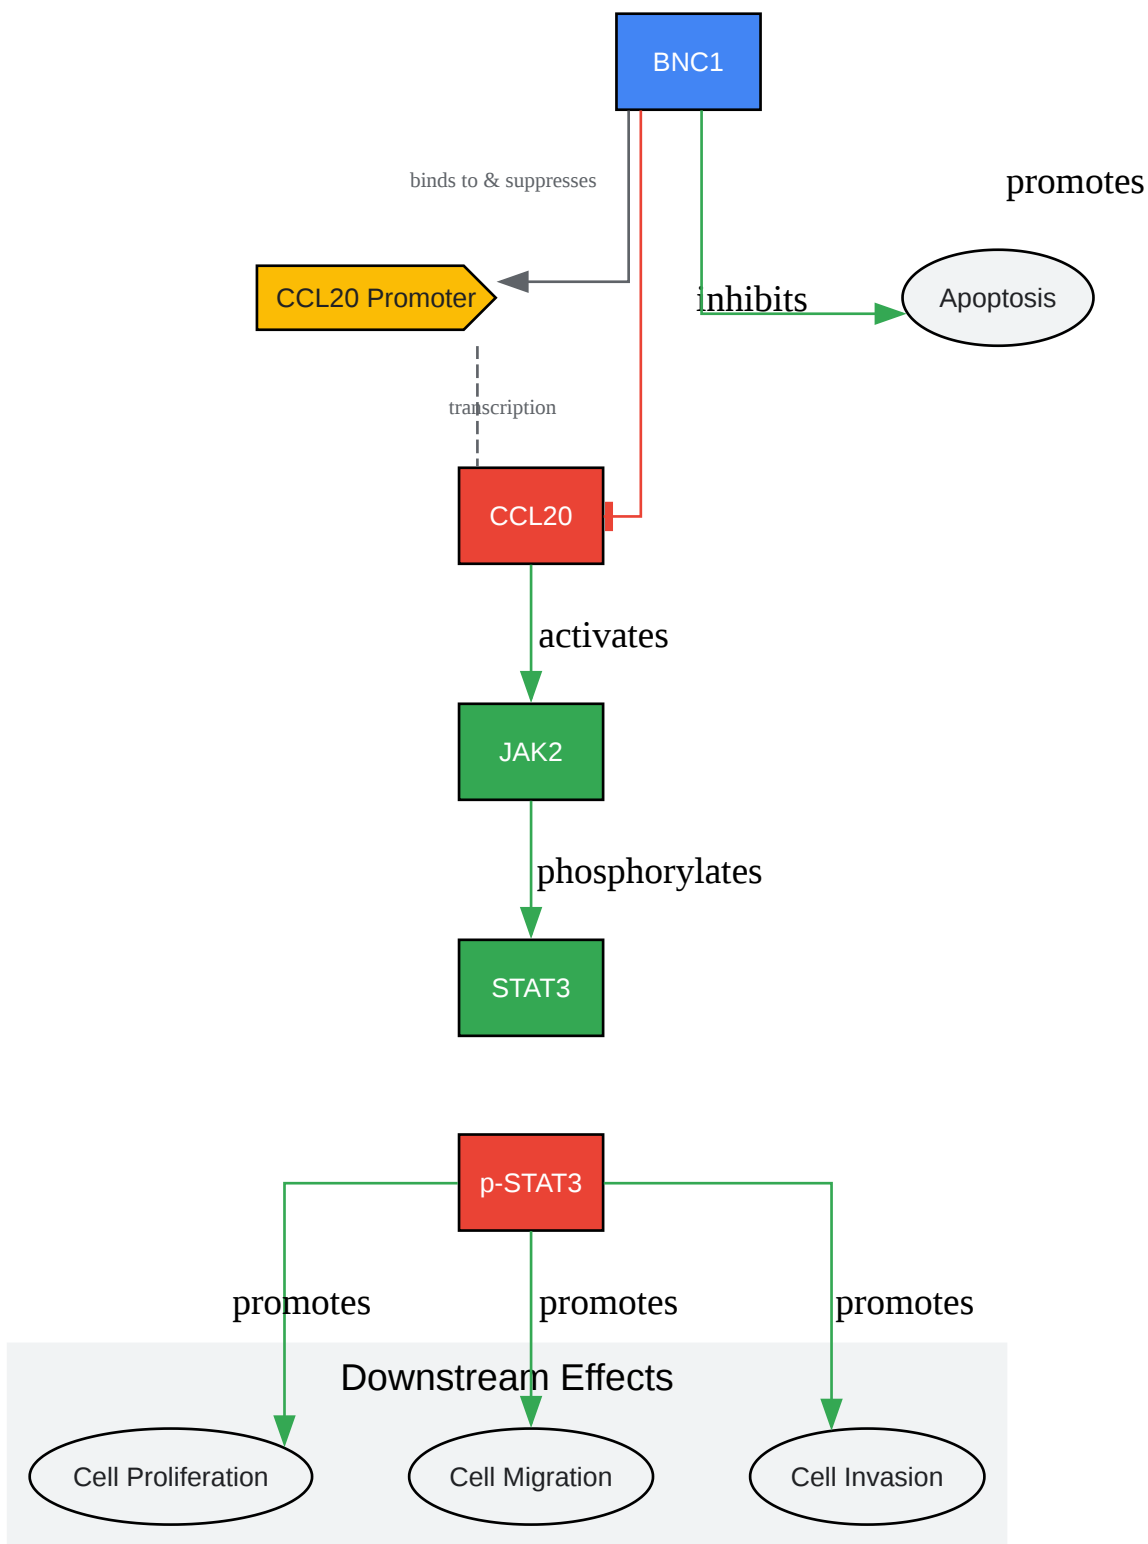 BNC1
binds to & suppresses
promotes
CCL20 Promoter
inhibits
Apoptosis
transcription
CCL20
activates
JAK2
phosphorylates
STAT3
p-STAT3
promotes
promotes
promotes
Downstream Effects
Cell Proliferation
Cell Migration
Cell Invasion